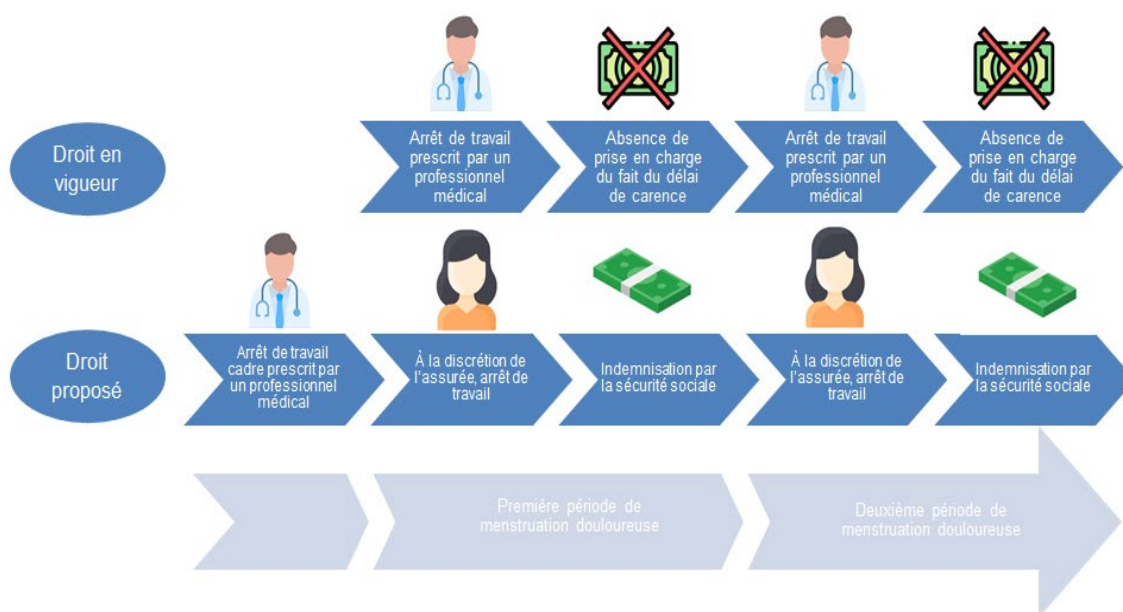 Droit en
vigueur
Arrêt de travail
prescrit par un
professionnel
médical
Absence de
prise en charge
du fait du délai
de carence
Arrêt de travail
prescrit par un
professionnel
médical
Absence de
prise en charge
du fait du délai
de carence
Droit
proposé
Arrêt de travail
cadre prescrit par
un professionnel
médical
À la discrétion de
l'assurée, arrêt de
travail
Indemnisation par
la sécurité sociale
À la discrétion de
l'assurée, arrêt de
travail
Indemnisation par
la sécurité sociale
Première période de
menstruation douloureuse
Deuxième période de
menstruation douloureuse